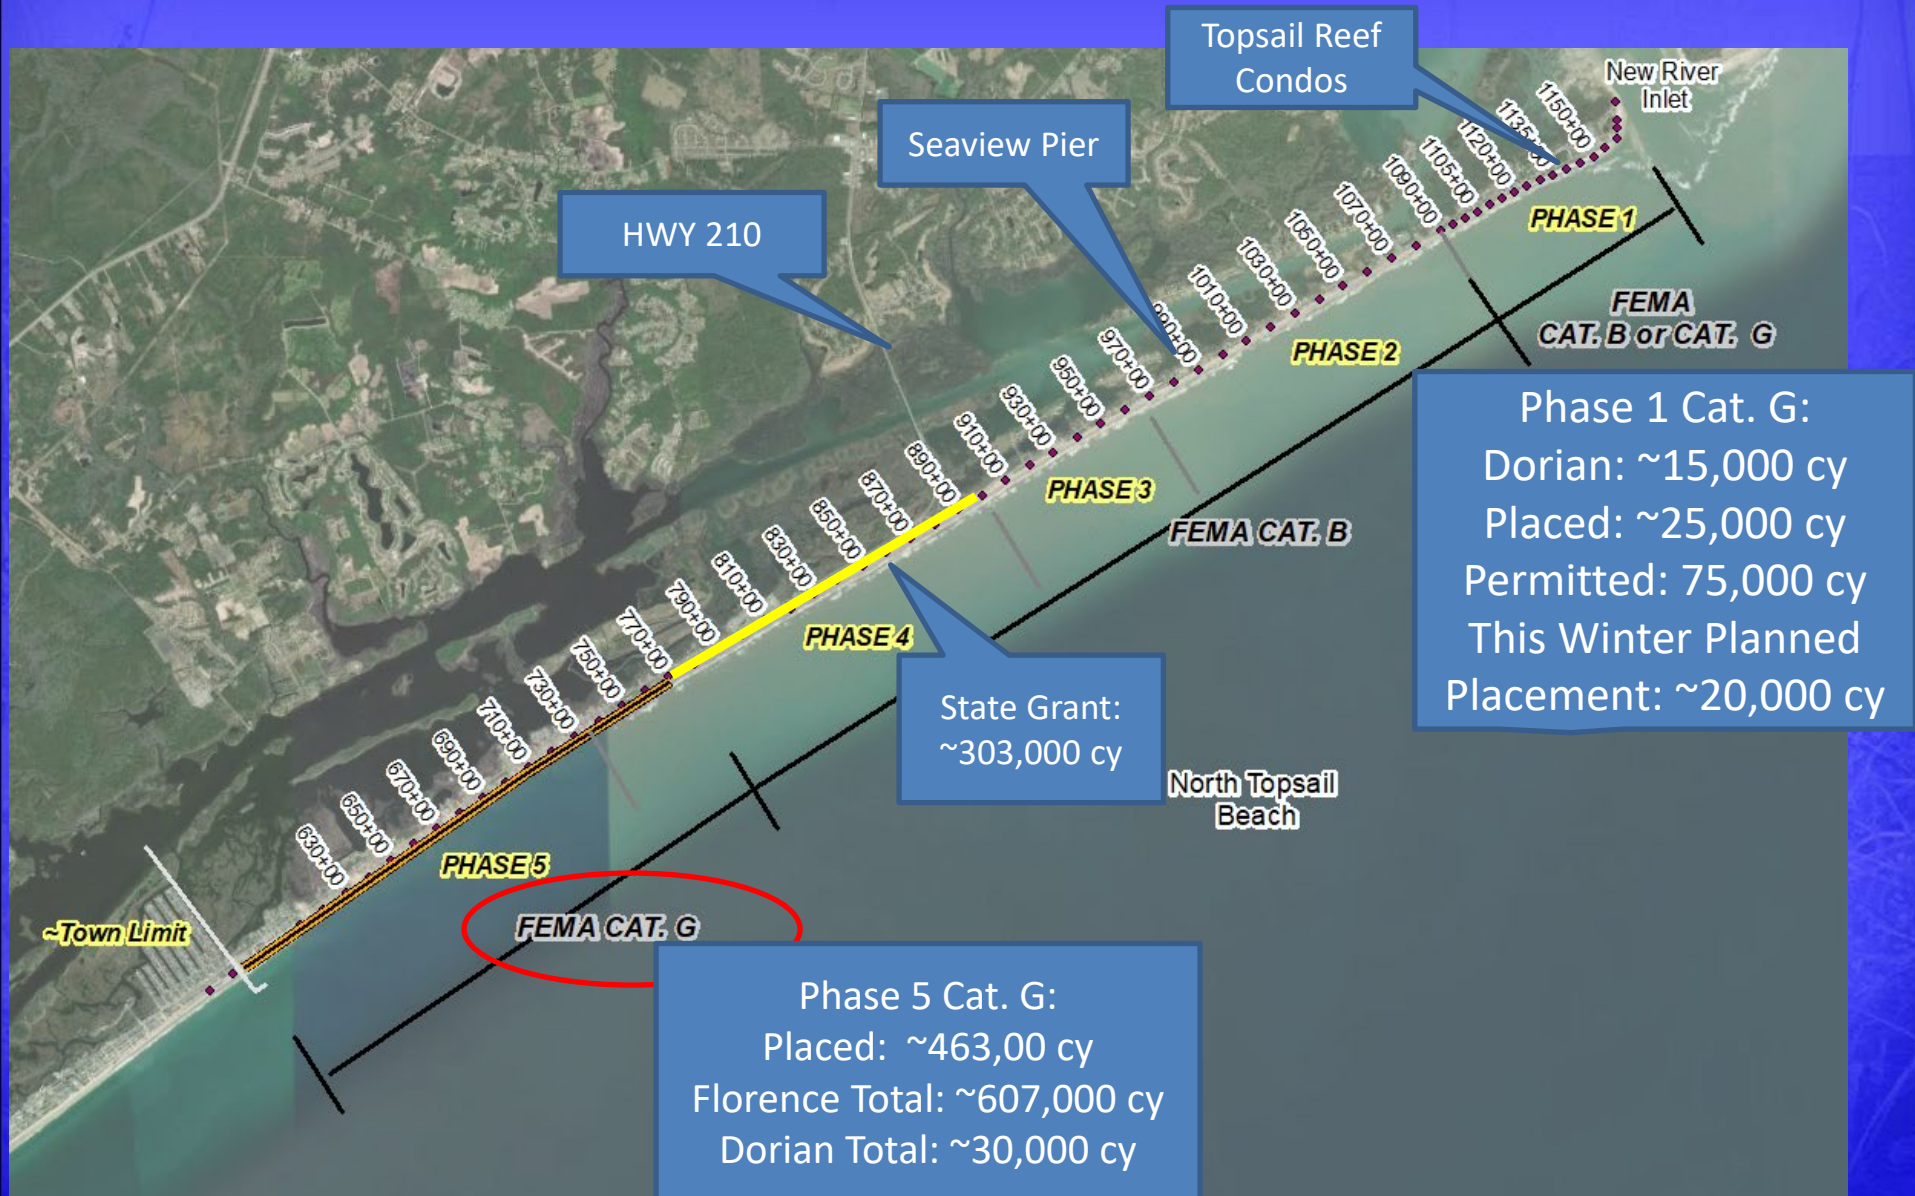 Topsail Reef
Condos
New River
Inlet
Seaview Pier
HWY 210
1150+00
1135+00
1120+00
1105+00
1090+00
1070+00
1050+00
1030+00
1010+00
990+00
970+00
950+00
930+00
910+00
890+00
870+00
850+00
830+00
810+00
790+00
770+00
750+00
730+00
710+00
690+00
670+00
650+00
630+00
PHASE 1
FEMA
CAT. B or CAT. G
PHASE 2
Phase 1 Cat. G:
Dorian: ~15,000 cy
Placed: ~25,000 cy
Permitted: 75,000 cy
This Winter Planned
Placement: ~20,000 cy
PHASE 3
FEMA CAT. B
PHASE 4
State Grant:
~303,000 cy
North Topsail
Beach
PHASE 5
~Town Limit
FEMA CAT. G
Phase 5 Cat. G:
Placed:  ~463,00 cy
Florence Total: ~607,000 cy
Dorian Total: ~30,000 cy